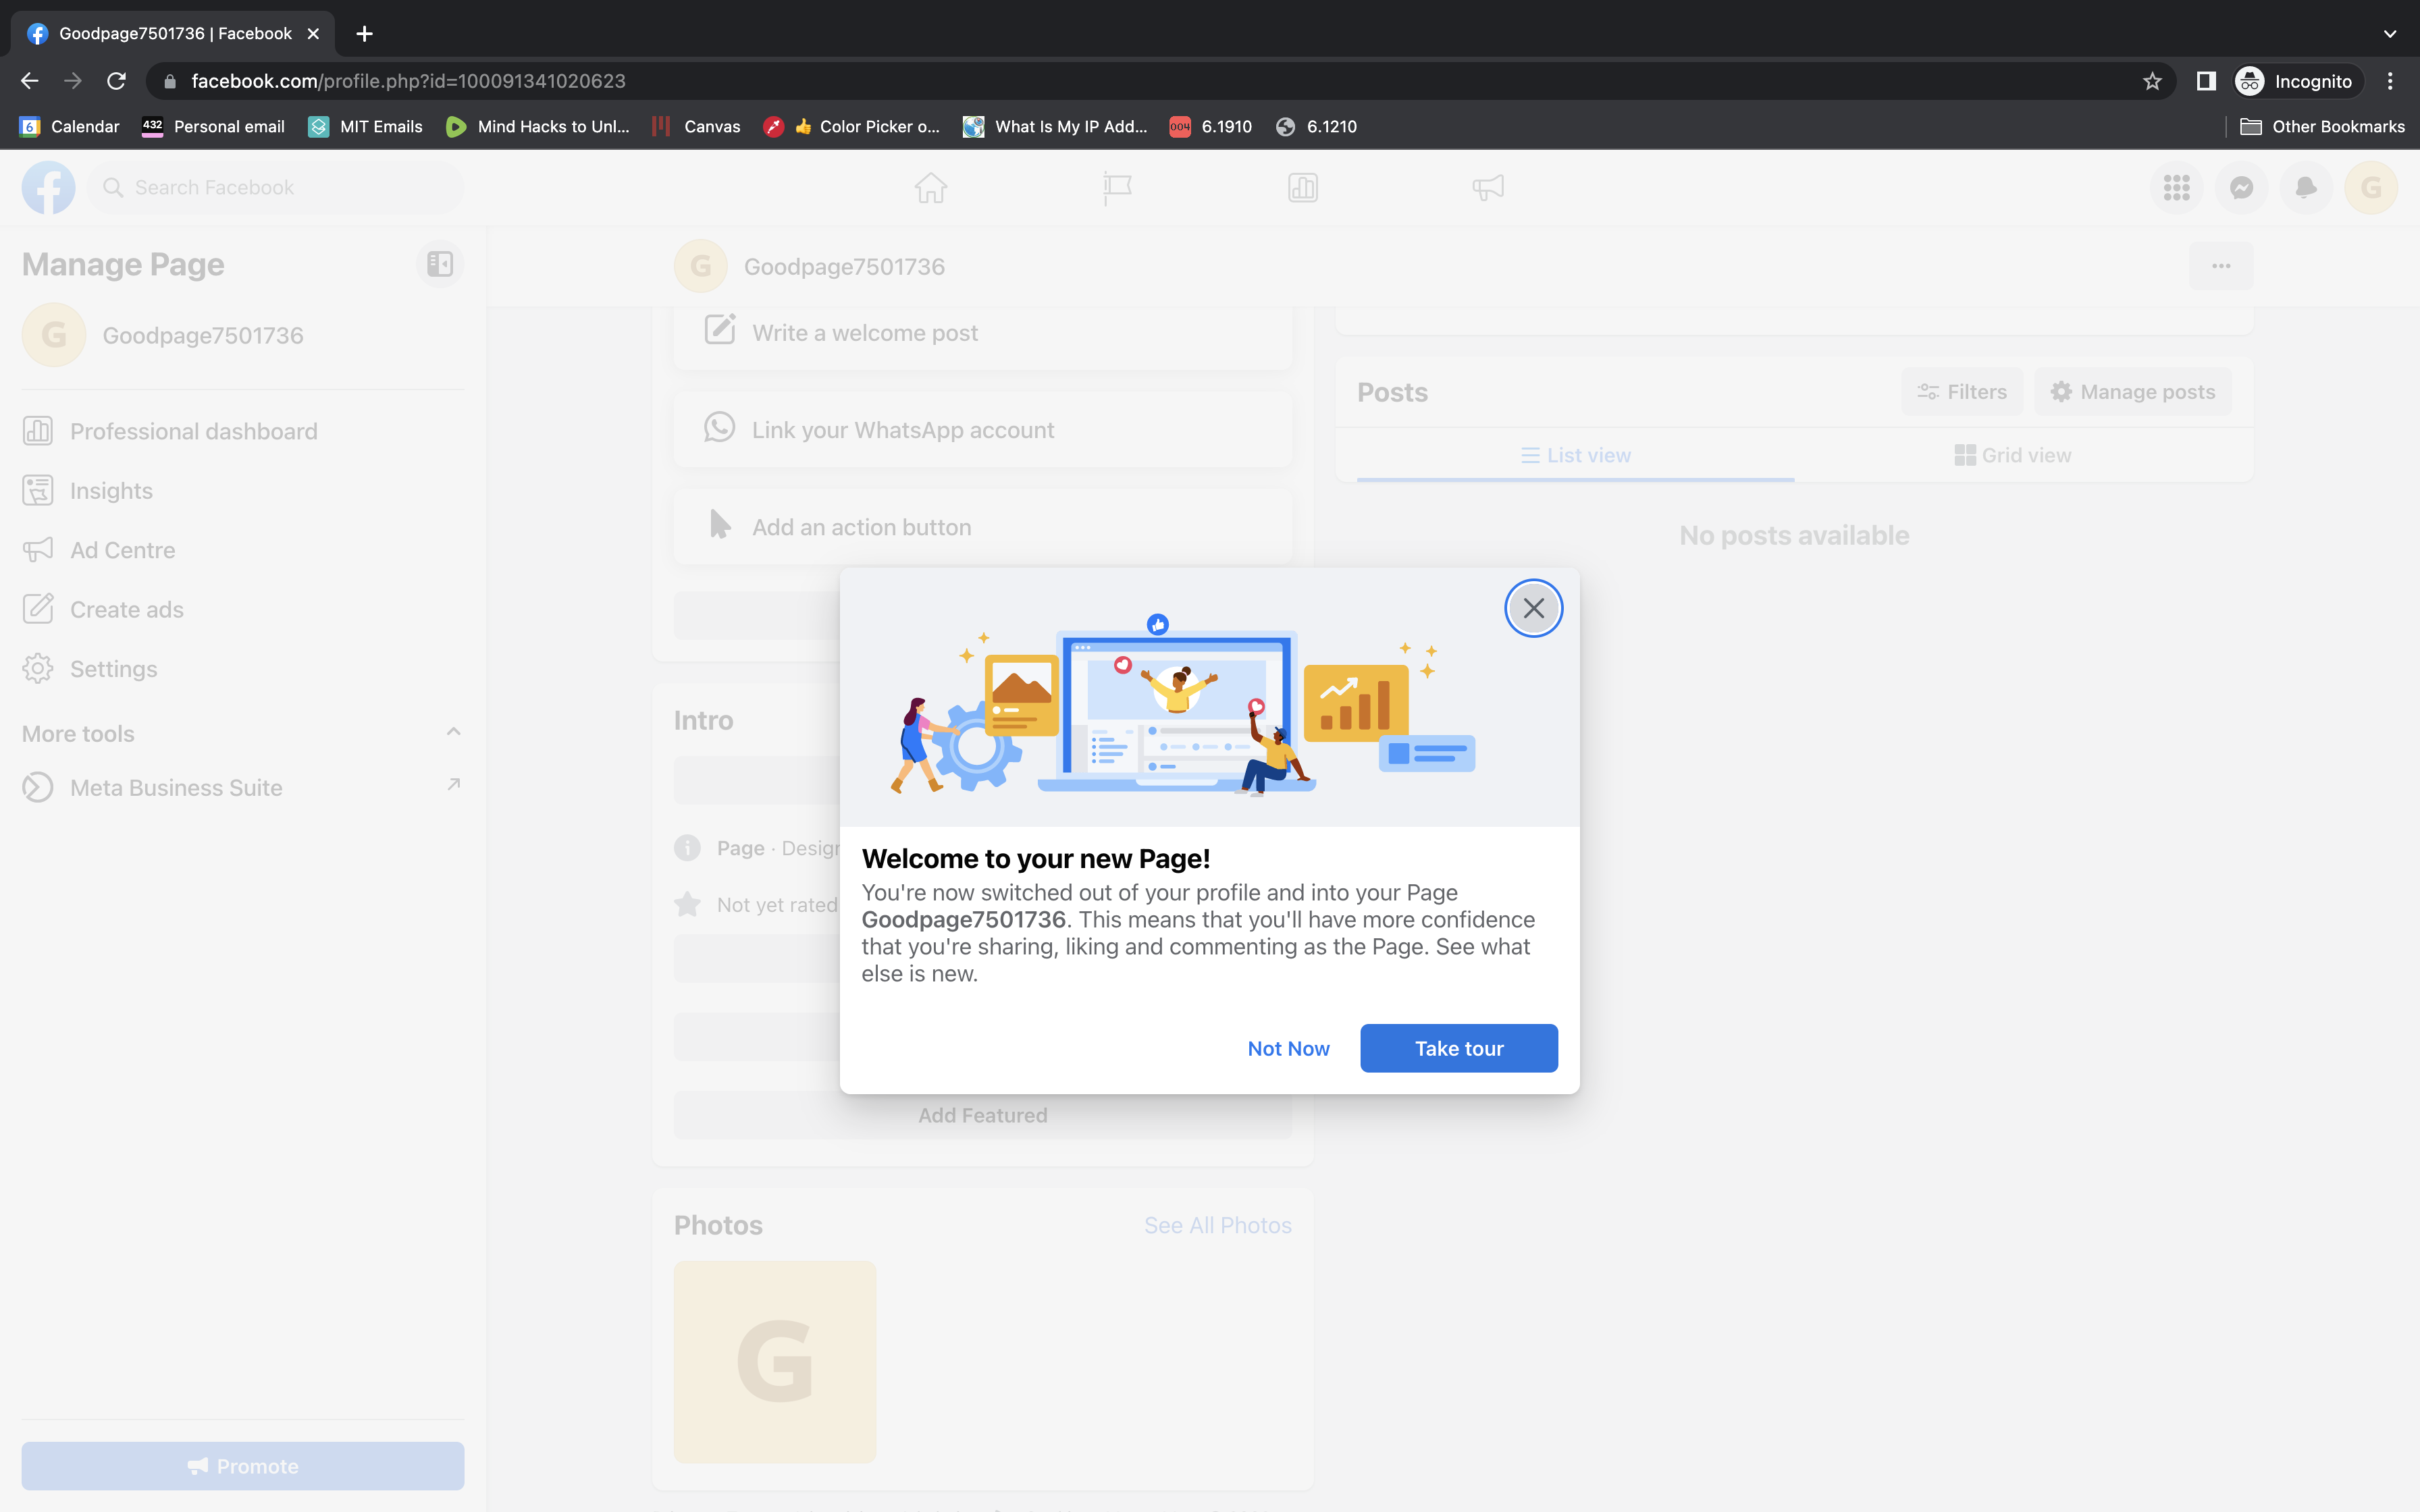 Goodpage7501736 | Facebook
facebook.com/profile.php?id=100091341020623
Incognito
6 Calendar
432 Personal email
MIT Emails
Mind Hacks to Unl...
Canvas
👍 Color Picker o...
What Is My IP Add...
004 6.1910
6.1210
Other Bookmarks
Search Facebook
G
Manage Page
G Goodpage7501736
Professional dashboard
Insights
Ad Centre
Create ads
Settings
More tools
Meta Business Suite
Promote
G Goodpage7501736
Write a welcome post
Link your WhatsApp account
Add an action button
Intro
Page · Design
Not yet rated
Add Featured
Photos
See All Photos
G
Posts
Filters
Manage posts
List view
Grid view
No posts available
Welcome to your new Page!
You're now switched out of your profile and into your Page
Goodpage7501736. This means that you'll have more confidence
that you're sharing, liking and commenting as the Page. See what
else is new.
Not Now
Take tour